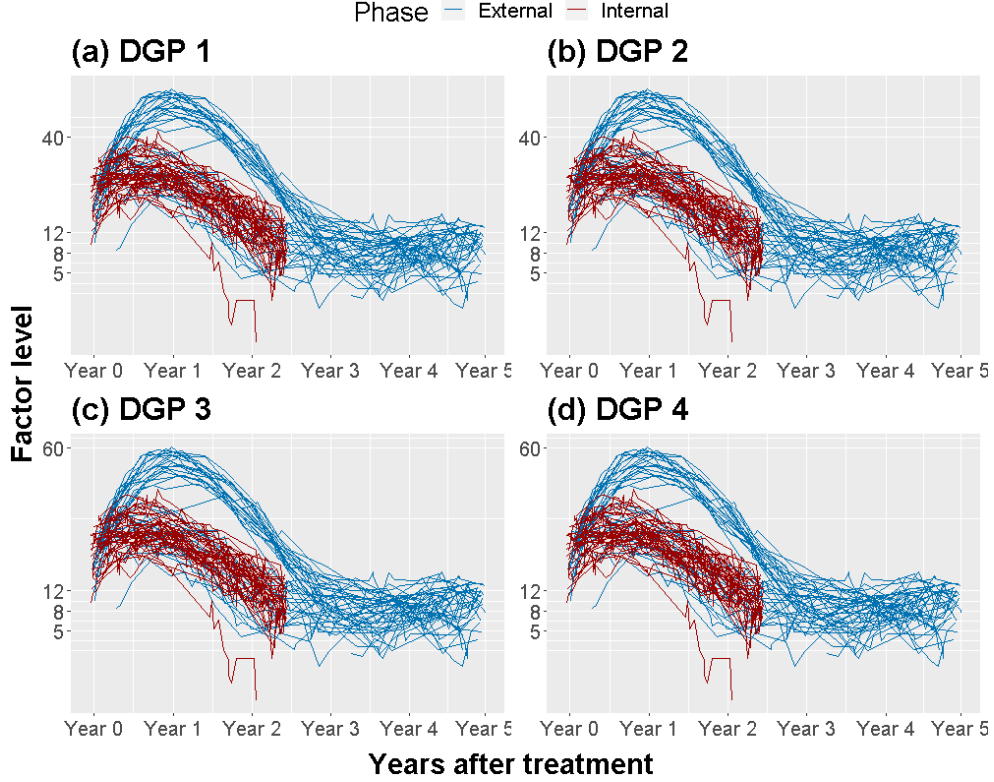 Phase External Internal
(a) DGP 1
(b) DGP 2
40
12
8
5
Year 0 Year 1 Year 2 Year 3 Year 4 Year 5
40
12
8
5
Year 0 Year 1 Year 2 Year 3 Year 4 Year 5
(c) DGP 3
(d) DGP 4
60
12
8
5
Year 0 Year 1 Year 2 Year 3 Year 4 Year 5
60
12
8
5
Year 0 Year 1 Year 2 Year 3 Year 4 Year 5
Factor level
Years after treatment